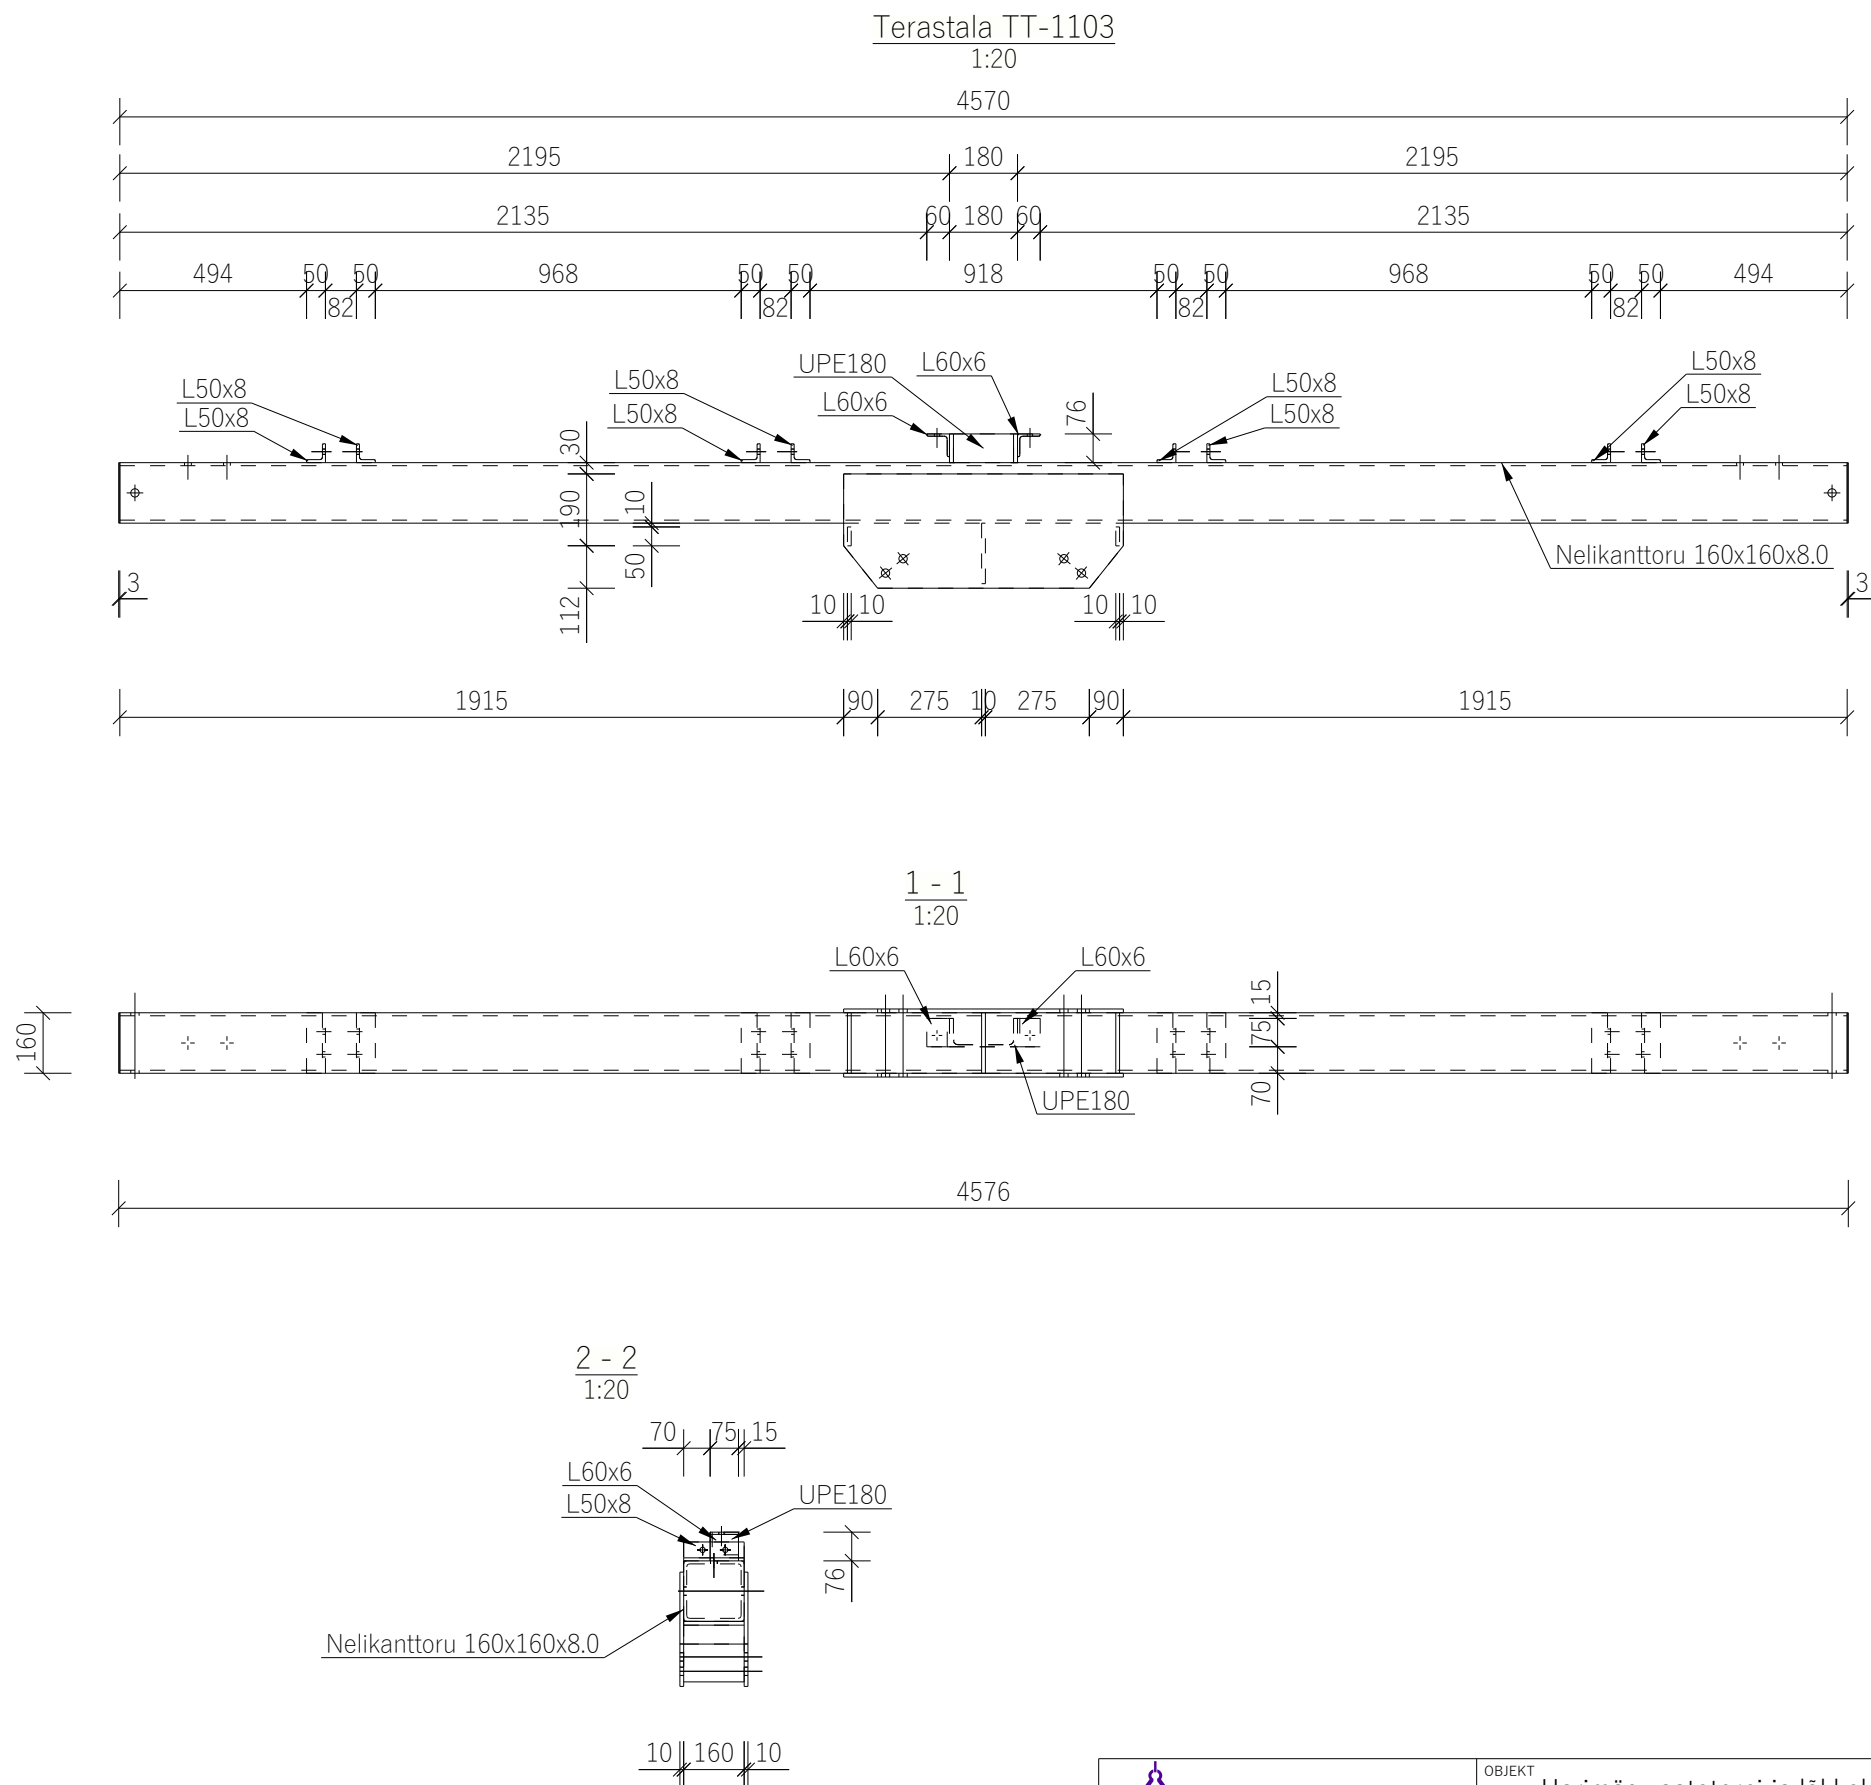 Terastala TT-1103
1:20
4570
2195 180 2195
2135 60 180 60 2135
494 50 50 968 50 50 918 50 50 968 50 50 494
82 82 82 82
UPE180 L60x6 L50x8
L50x8 L50x8 L50x8 L50x8
L50x8 L50x8 L60x6 76 L50x8
30
190 10
50
Nelikanttoru 160x160x8.0
3 3
112 10 10 10 10
1915 90 275 10 275 90 1915
1 - 1
1:20
L60x6 L60x6
15
160 75
70
UPE180
4576
2 - 2
1:20
70 75 15
L60x6
L50x8 UPE180
76
Nelikanttoru 160x160x8.0
10 160 10
OBJEKT